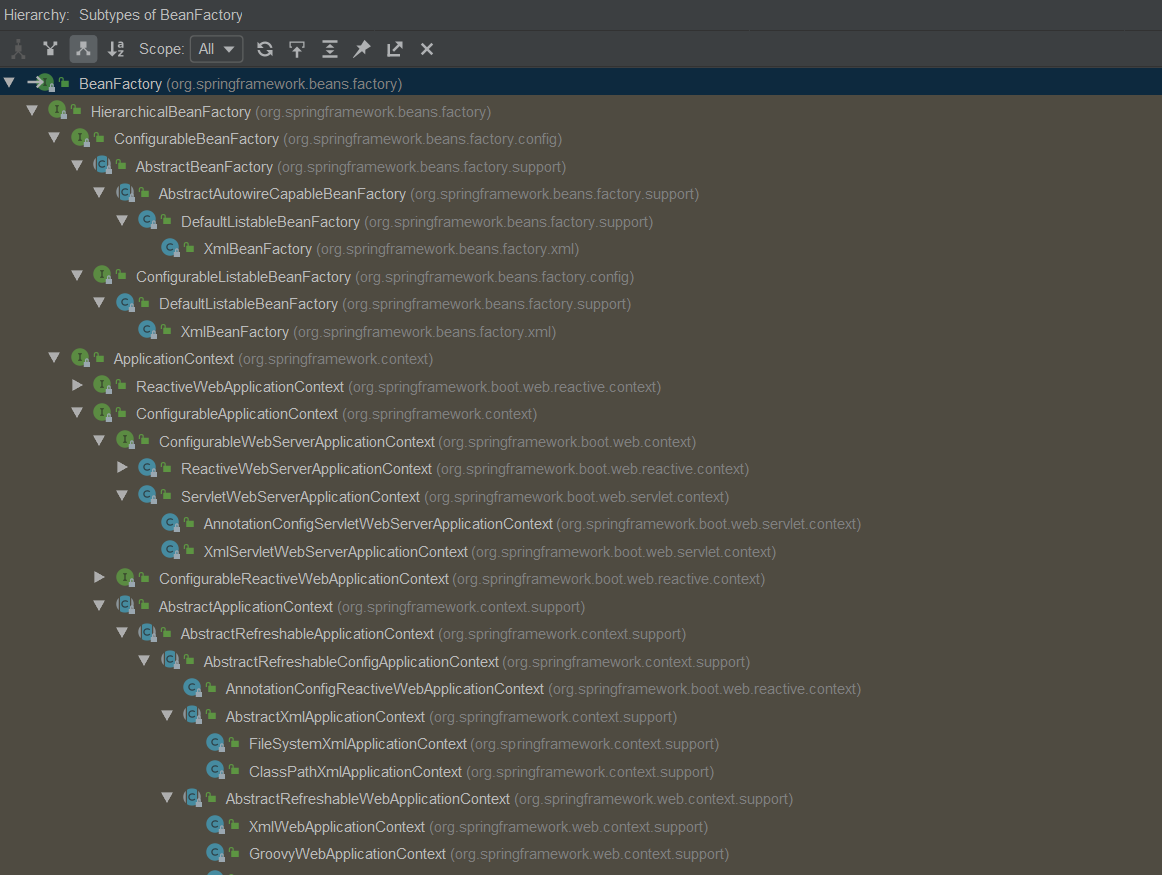 Hierarchy: Subtypes of BeanFactory
Scope: All
BeanFactory (org.springframework.beans.factory)
HierarchicalBeanFactory (org.springframework.beans.factory)
ConfigurableBeanFactory (org.springframework.beans.factory.config)
AbstractBeanFactory (org.springframework.beans.factory.support)
AbstractAutowireCapableBeanFactory (org.springframework.beans.factory.support)
DefaultListableBeanFactory (org.springframework.beans.factory.support)
XmlBeanFactory (org.springframework.beans.factory.xml)
ConfigurableListableBeanFactory (org.springframework.beans.factory.config)
DefaultListableBeanFactory (org.springframework.beans.factory.support)
XmlBeanFactory (org.springframework.beans.factory.xml)
ApplicationContext (org.springframework.context)
ReactiveWebApplicationContext (org.springframework.boot.web.reactive.context)
ConfigurableApplicationContext (org.springframework.context)
ConfigurableWebServerApplicationContext (org.springframework.boot.web.context)
ReactiveWebServerApplicationContext (org.springframework.boot.web.reactive.context)
ServletWebServerApplicationContext (org.springframework.boot.web.servlet.context)
AnnotationConfigServletWebServerApplicationContext (org.springframework.boot.web.servlet.context)
XmlServletWebServerApplicationContext (org.springframework.boot.web.servlet.context)
ConfigurableReactiveWebApplicationContext (org.springframework.boot.web.reactive.context)
AbstractApplicationContext (org.springframework.context.support)
AbstractRefreshableApplicationContext (org.springframework.context.support)
AbstractRefreshableConfigApplicationContext (org.springframework.context.support)
AnnotationConfigReactiveWebApplicationContext (org.springframework.boot.web.reactive.context)
AbstractXmlApplicationContext (org.springframework.context.support)
FileSystemXmlApplicationContext (org.springframework.context.support)
ClassPathXmlApplicationContext (org.springframework.context.support)
AbstractRefreshableWebApplicationContext (org.springframework.web.context.support)
XmlWebApplicationContext (org.springframework.web.context.support)
GroovyWebApplicationContext (org.springframework.web.context.support)